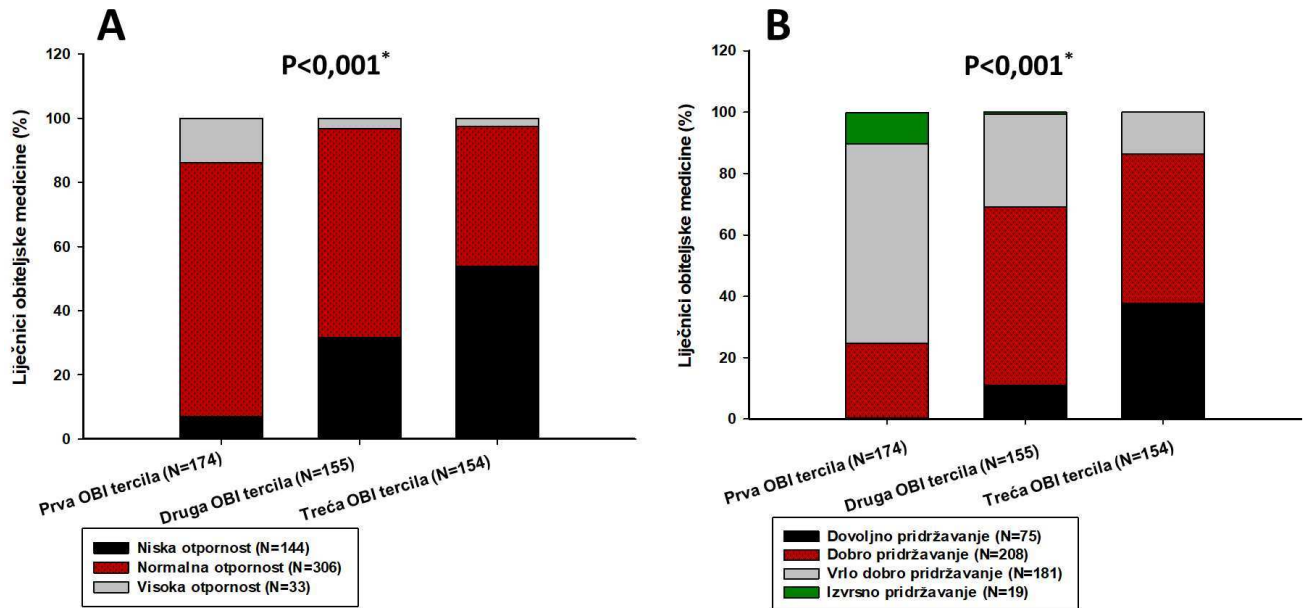 A
P<0,001*
Liječnici obiteljske medicine (%)
120
100
80
60
40
20
0
Prva OBI tercila (N=174)
Druga OBI tercila (N=155)
Treća OBI tercila (N=154)
Niska otpornost (N=144)
Normalna otpornost (N=306)
Visoka otpornost (N=33)
B
P<0,001*
Liječnici obiteljske medicine (%)
120
100
80
60
40
20
0
Prva OBI tercila (N=174)
Druga OBI tercila (N=155)
Treća OBI tercila (N=154)
Dovoljno pridržavanje (N=75)
Dobro pridržavanje (N=208)
Vrlo dobro pridržavanje (N=181)
Izvrsno pridržavanje (N=19)